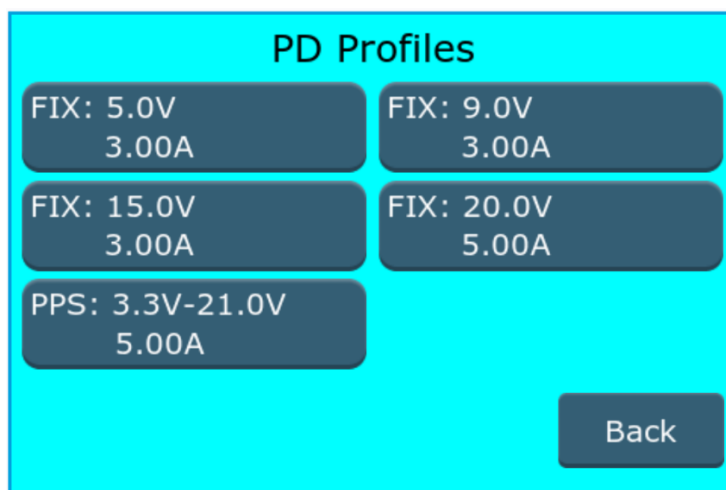 PD Profiles
FIX: 5.0V
3.00A
FIX: 9.0V
3.00A
FIX: 15.0V
3.00A
FIX: 20.0V
5.00A
PPS: 3.3V-21.0V
5.00A
Back